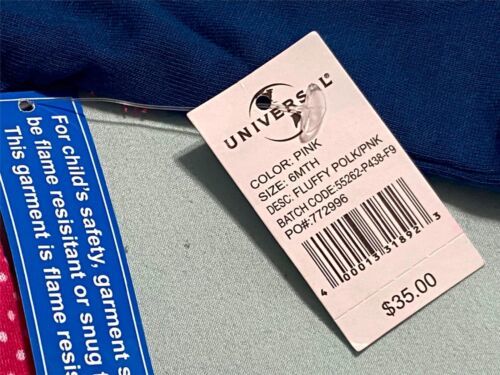 UNIVERSAL
COLOR: PINK
SIZE: 6MTH
DESC: FLUFFY POLK/PNK
BATCH CODE: 55262-P438-F9
PO#: 772996
4 00013 31892 3
$35.00
For child's safety, garment s
be flame resisitant or snug f
This garment is flame resis